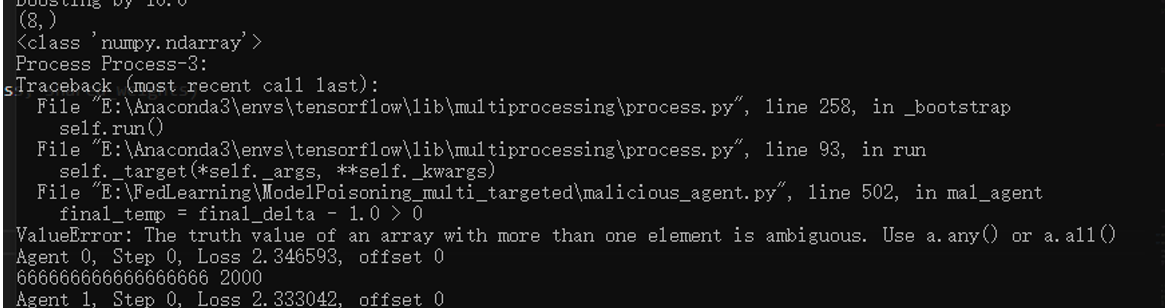 Boosting by 10.0
(8,)
<class 'numpy.ndarray'>
Process Process-3:
Traceback (most recent call last):
  File "E:\Anaconda3\envs\tensorflow\lib\multiprocessing\process.py", line 258, in _bootstrap
    self.run()
  File "E:\Anaconda3\envs\tensorflow\lib\multiprocessing\process.py", line 93, in run
    self._target(*self._args, **self._kwargs)
  File "E:\FedLearning\ModelPoisoning_multi_targeted\malicious_agent.py", line 502, in mal_agent
    final_temp = final_delta - 1.0 > 0
ValueError: The truth value of an array with more than one element is ambiguous. Use a.any() or a.all()
Agent 0, Step 0, Loss 2.346593, offset 0
6666666666666666666 2000
Agent 1, Step 0, Loss 2.333042, offset 0